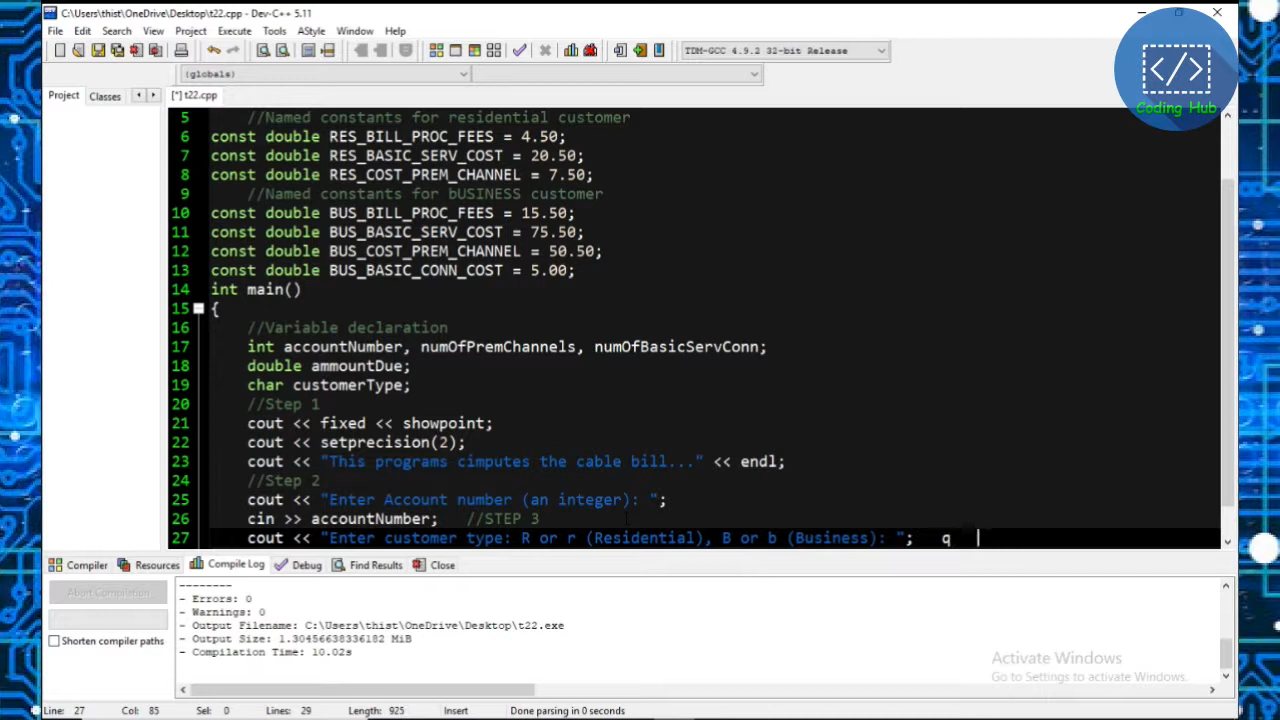 C:\Users\thist\OneDrive\Desktop\t22.cpp - Dev-C++ 5.11
File Edit Search View Project Execute Tools AStyle Window Help
TDM-GCC 4.9.2 32-bit Release
(globals)
Project Classes [*] t22.cpp
</>
Coding Hub
5 //Named constants for residential customer
6 const double RES_BILL_PROC_FEES = 4.50;
7 const double RES_BASIC_SERV_COST = 20.50;
8 const double RES_COST_PREM_CHANNEL = 7.50;
9 //Named constants for bUSINESS customer
10 const double BUS_BILL_PROC_FEES = 15.50;
11 const double BUS_BASIC_SERV_COST = 75.50;
12 const double BUS_COST_PREM_CHANNEL = 50.50;
13 const double BUS_BASIC_CONN_COST = 5.00;
14 int main()
15 {
16 //Variable declaration
17 int accountNumber, numOfPremChannels, numOfBasicServConn;
18 double ammountDue;
19 char customerType;
20 //Step 1
21 cout << fixed << showpoint;
22 cout << setprecision(2);
23 cout << "This programs cimputes the cable bill..." << endl;
24 //Step 2
25 cout << "Enter Account number (an integer): ";
26 cin >> accountNumber; //STEP 3
27 cout << "Enter customer type: R or r (Residential), B or b (Business): "; q
Compiler Resources Compile Log Debug Find Results Close
Abort Compilation
Shorten compiler paths
--------
- Errors: 0
- Warnings: 0
- Output Filename: C:\Users\thist\OneDrive\Desktop\t22.exe
- Output Size: 1.30456638336182 MiB
- Compilation Time: 10.02s
Activate Windows
Go to Settings to activate Windows.
Line: 27 Col: 85 Sel: 0 Lines: 29 Length: 925 Insert Done parsing in 0 seconds